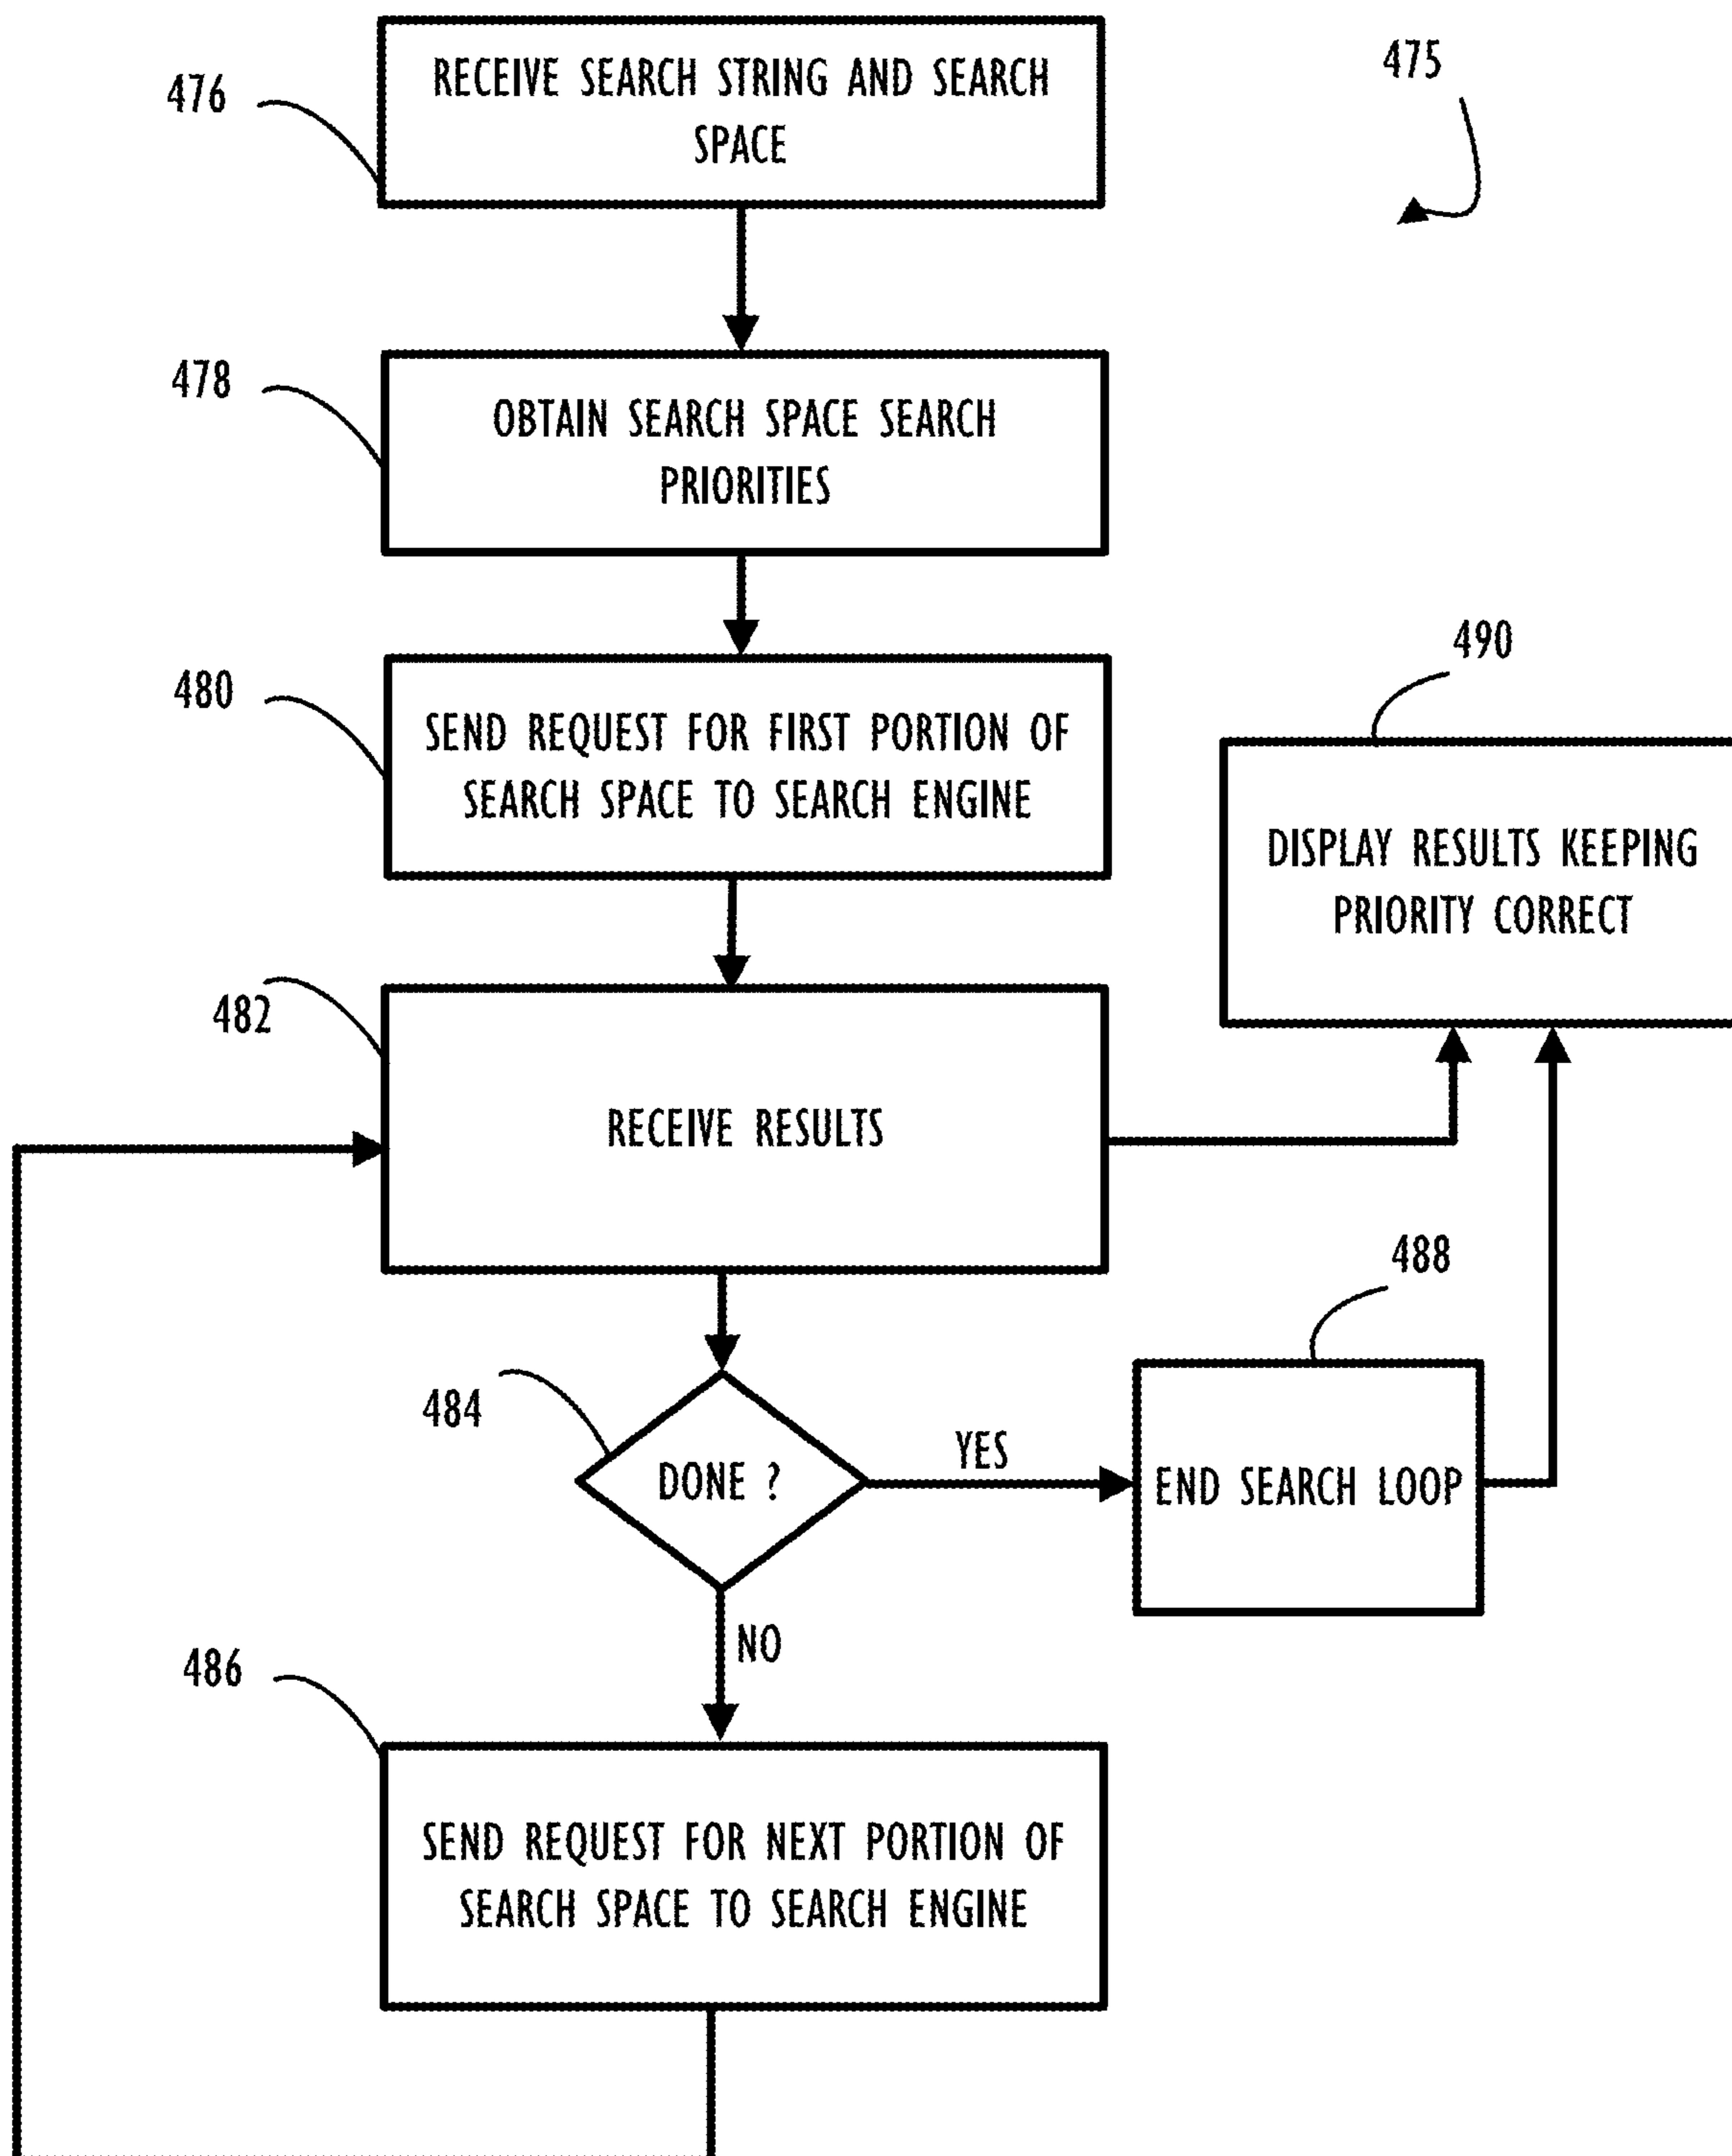 475
476
RECEIVE SEARCH STRING AND SEARCH
SPACE
478
OBTAIN SEARCH SPACE SEARCH
PRIORITIES
480
SEND REQUEST FOR FIRST PORTION OF
SEARCH SPACE TO SEARCH ENGINE
490
DISPLAY RESULTS KEEPING
PRIORITY CORRECT
482
RECEIVE RESULTS
484
DONE ?
YES
488
END SEARCH LOOP
NO
486
SEND REQUEST FOR NEXT PORTION OF
SEARCH SPACE TO SEARCH ENGINE